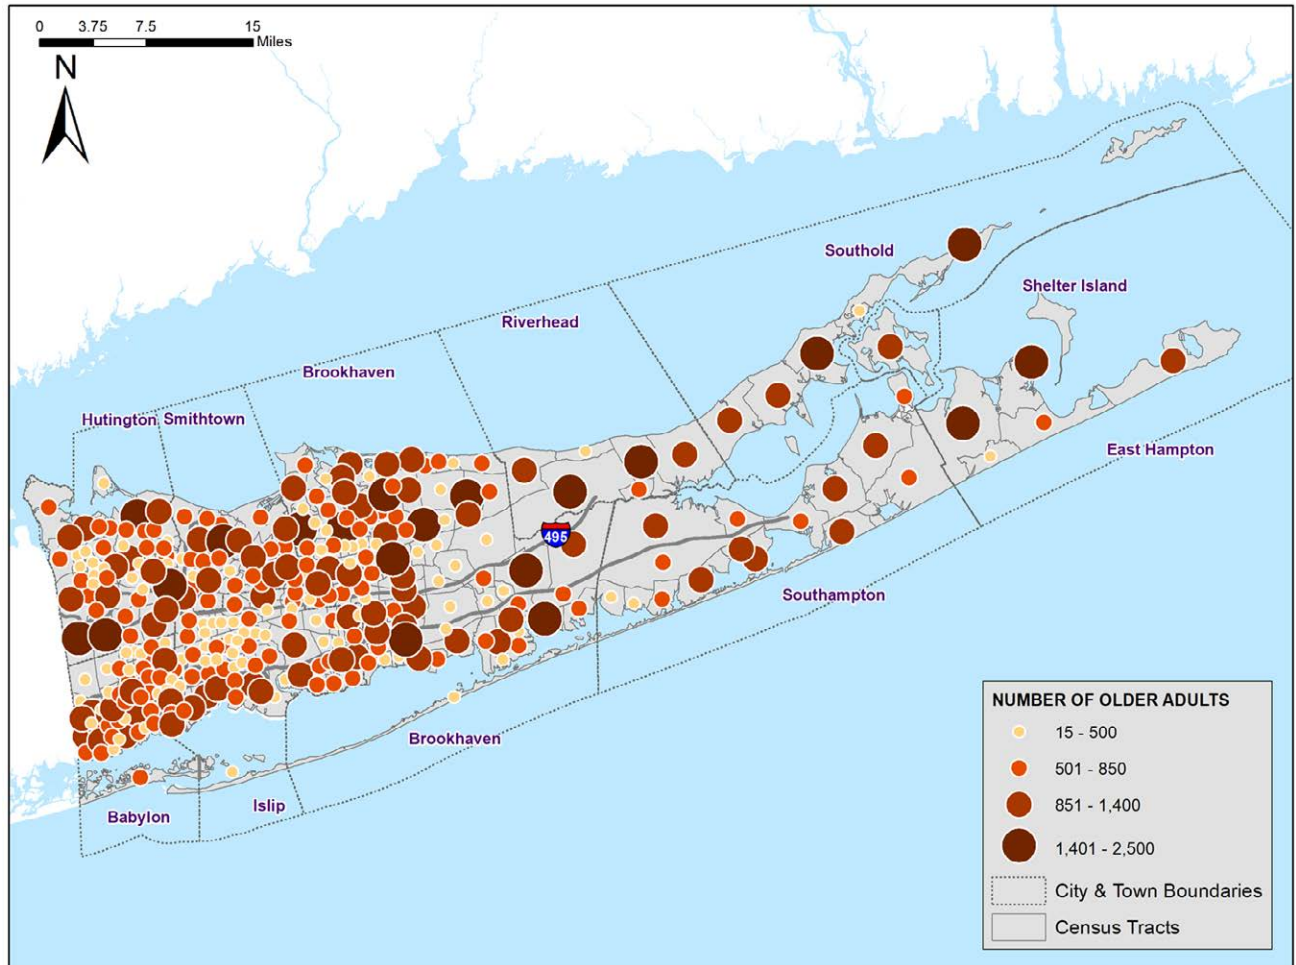 0 3.75 7.5 15
Miles
N
Southold
Shelter Island
Riverhead
Brookhaven
Hutington Smithtown
East Hampton
495
Southampton
Brookhaven
Islip
Babylon
NUMBER OF OLDER ADULTS
15 - 500
501 - 850
851 - 1,400
1,401 - 2,500
City & Town Boundaries
Census Tracts